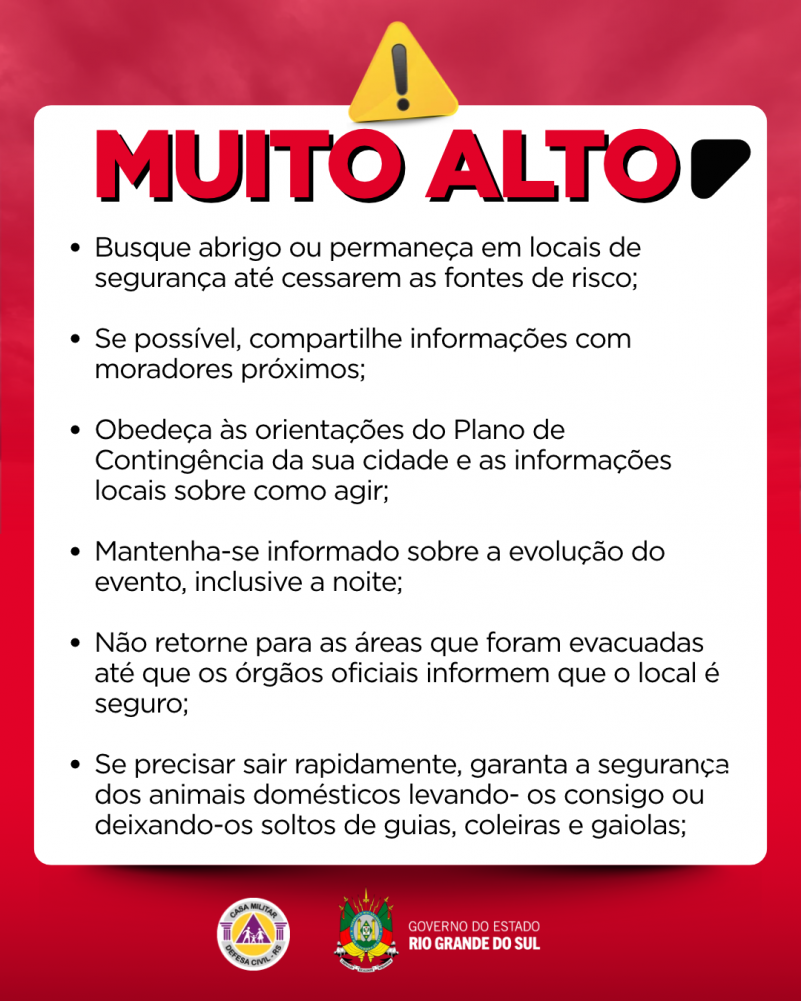 MUITO ALTO
• Busque abrigo ou permaneça em locais de
segurança até cessarem as fontes de risco;
• Se possível, compartilhe informações com
moradores próximos;
• Obedeça às orientações do Plano de
Contingência da sua cidade e as informações
locais sobre como agir;
• Mantenha-se informado sobre a evolução do
evento, inclusive a noite;
• Não retorne para as áreas que foram evacuadas
até que os órgãos oficiais informem que o local é
seguro;
• Se precisar sair rapidamente, garanta a segurança
dos animais domésticos levando- os consigo ou
deixando-os soltos de guias, coleiras e gaiolas;
CASA MILITAR
DEFESA CIVIL - RS
GOVERNO DO ESTADO
RIO GRANDE DO SUL